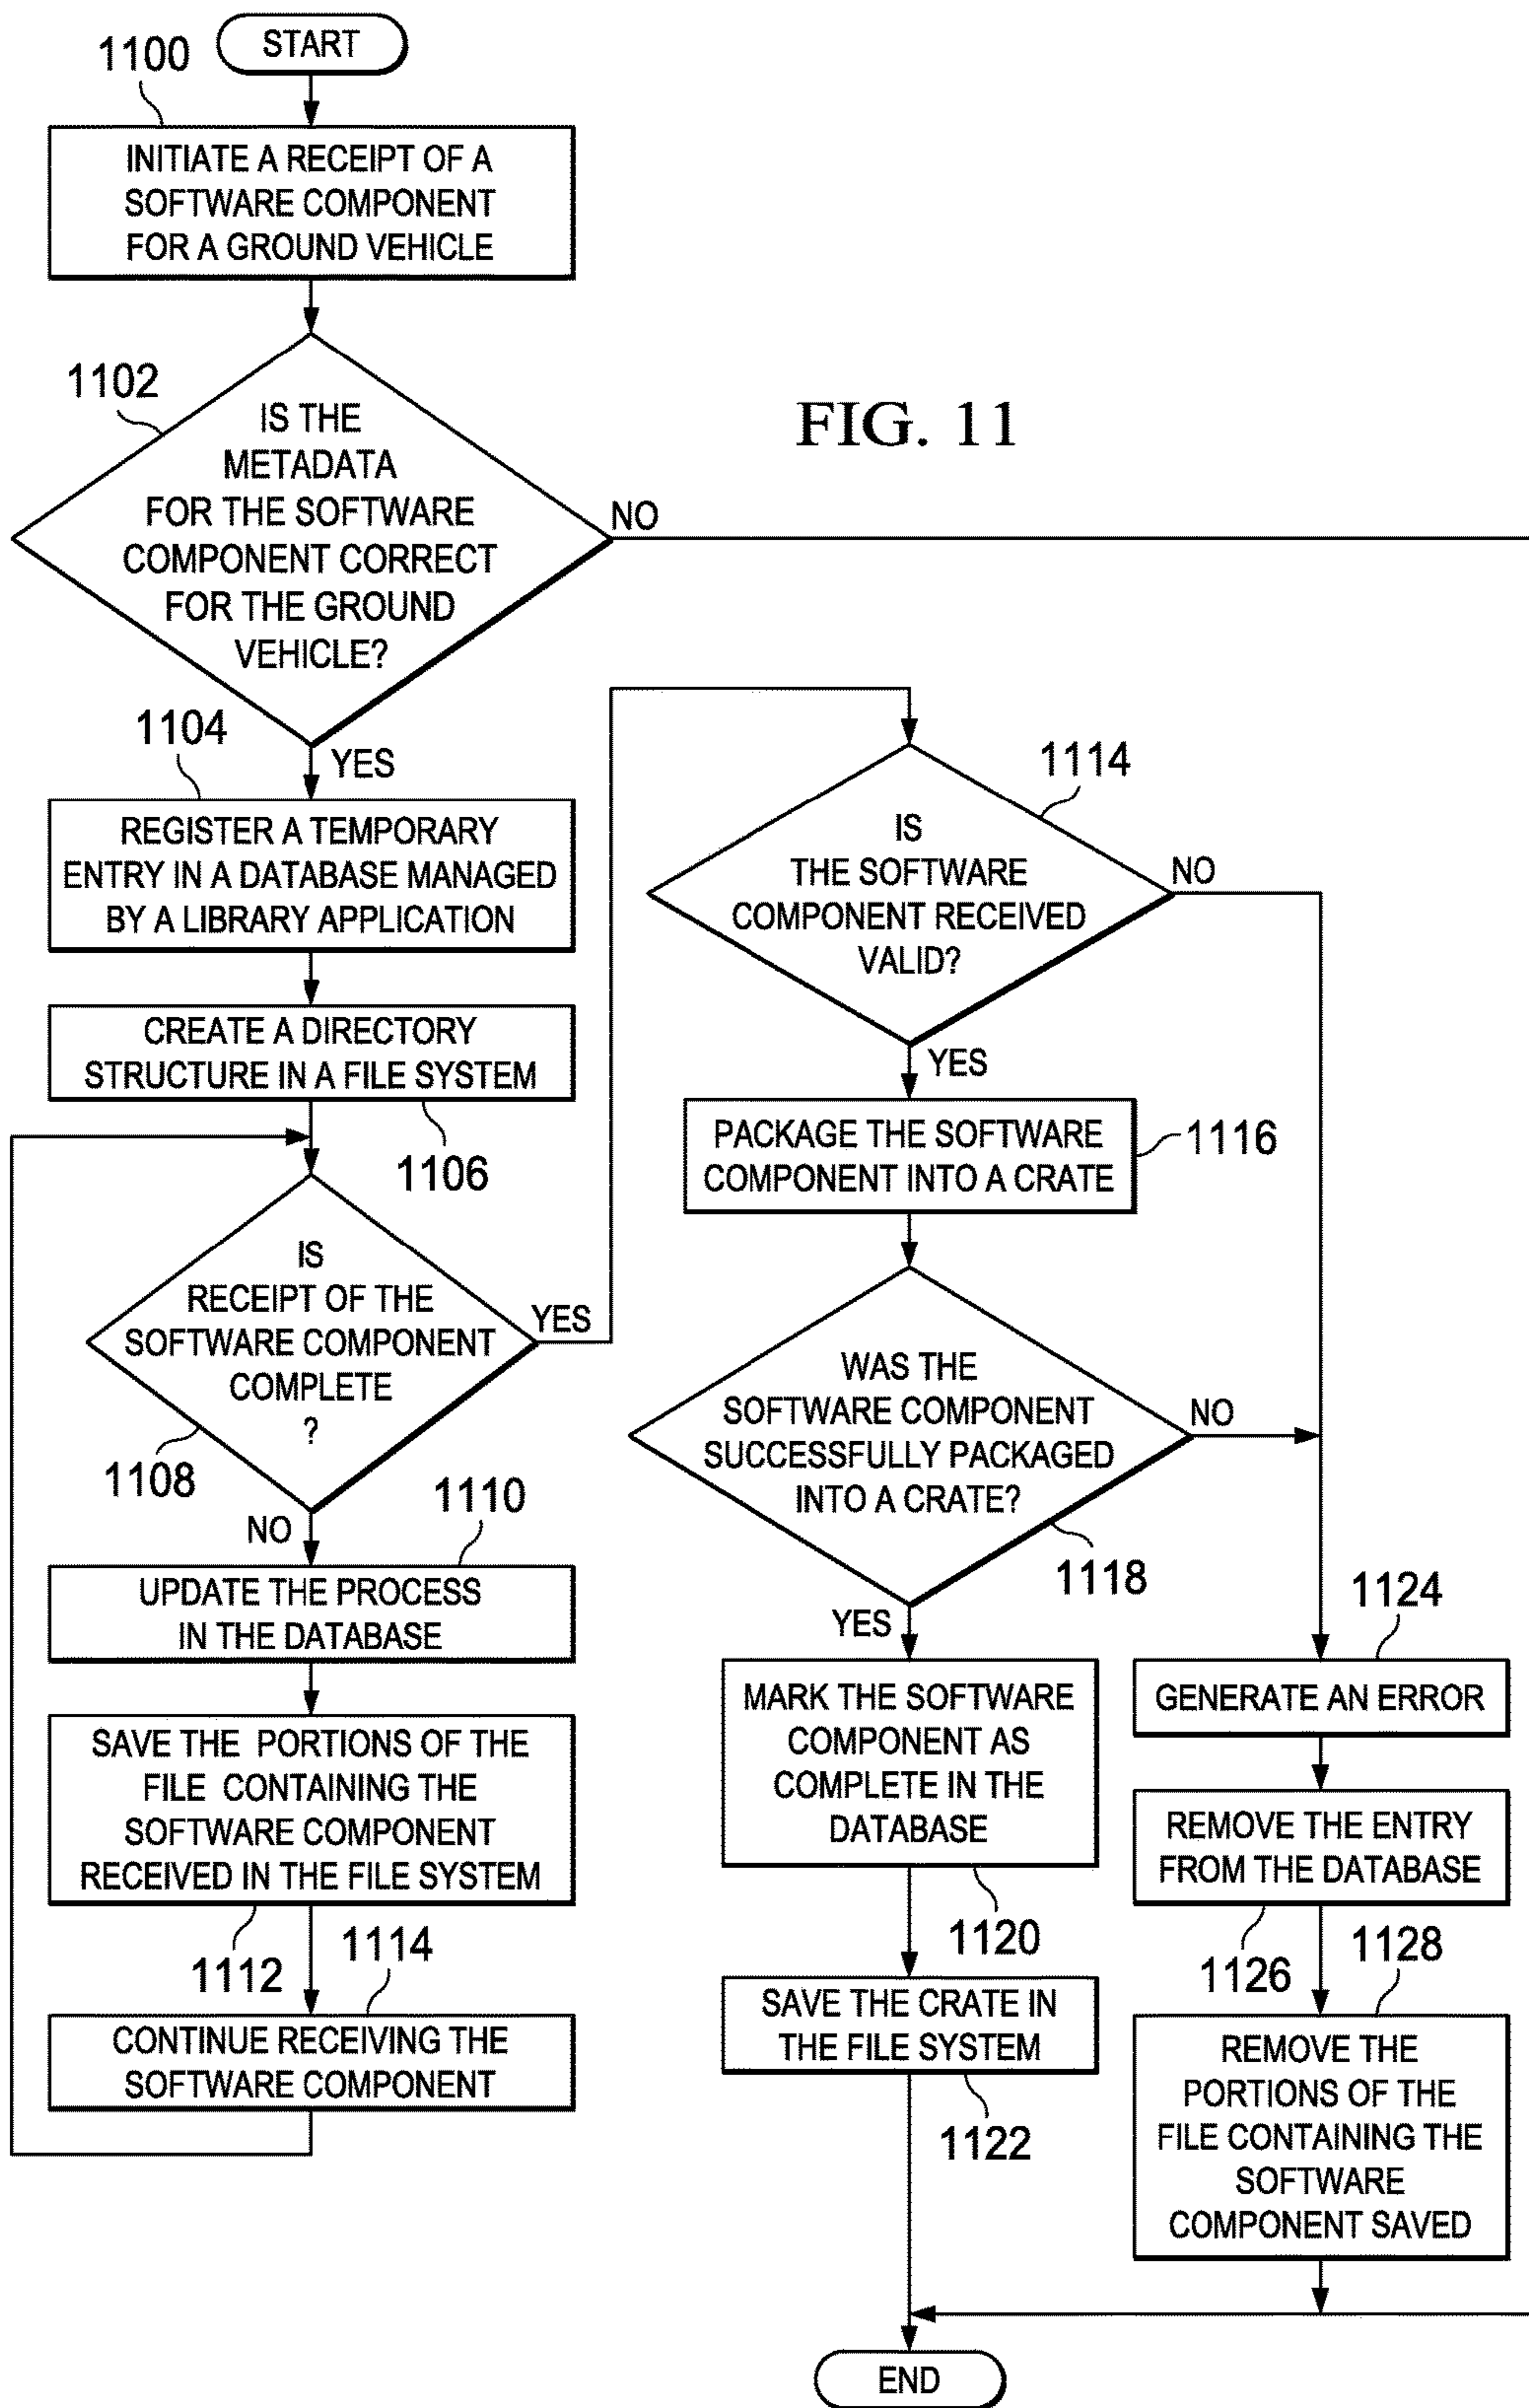 START
1100
INITIATE A RECEIPT OF A
SOFTWARE COMPONENT
FOR A GROUND VEHICLE
1102
IS THE
METADATA
FOR THE SOFTWARE
COMPONENT CORRECT
FOR THE GROUND
VEHICLE?
NO
FIG. 11
YES
1104
REGISTER A TEMPORARY
ENTRY IN A DATABASE MANAGED
BY A LIBRARY APPLICATION
CREATE A DIRECTORY
STRUCTURE IN A FILE SYSTEM
1106
IS
RECEIPT OF THE
SOFTWARE COMPONENT
COMPLETE
?
YES
1108
NO
1110
UPDATE THE PROCESS
IN THE DATABASE
SAVE THE PORTIONS OF THE
FILE CONTAINING THE
SOFTWARE COMPONENT
RECEIVED IN THE FILE SYSTEM
1112
1114
CONTINUE RECEIVING THE
SOFTWARE COMPONENT
1114
IS
THE SOFTWARE
COMPONENT RECEIVED
VALID?
NO
YES
PACKAGE THE SOFTWARE
COMPONENT INTO A CRATE
1116
WAS THE
SOFTWARE COMPONENT
SUCCESSFULLY PACKAGED
INTO A CRATE?
NO
1118
YES
MARK THE SOFTWARE
COMPONENT AS
COMPLETE IN THE
DATABASE
1120
SAVE THE CRATE IN
THE FILE SYSTEM
1122
1124
GENERATE AN ERROR
REMOVE THE ENTRY
FROM THE DATABASE
1126
1128
REMOVE THE
PORTIONS OF THE
FILE CONTAINING THE
SOFTWARE
COMPONENT SAVED
END